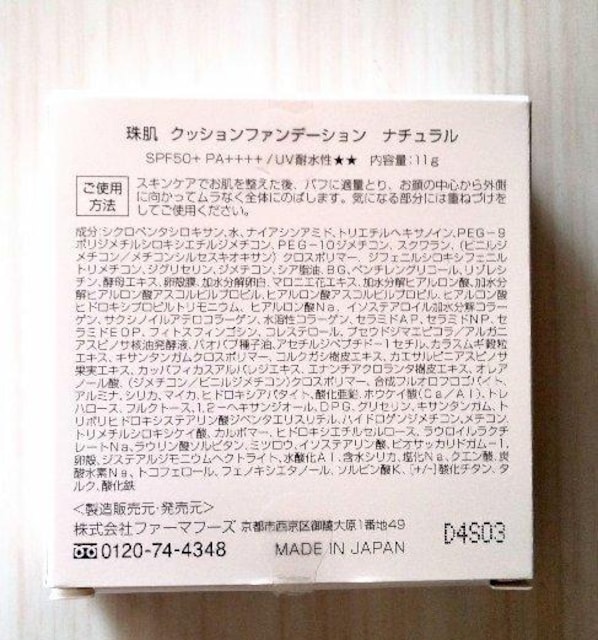 珠肌 クッションファンデーション ナチュラル
SPF50+ PA++++/UV耐水性★★ 内容量:11g
ご使用方法
スキンケアでお肌を整えた後、パフに適量とり、お顔の中心から外側
に向かってムラなく全体にのばします。気になる部分には重ねづけを
してご使用ください。
成分:シクロペンタシロキサン、水、ナイアシンアミド、トリエチルヘキサノイン、PEG-9
ポリジメチルシロキシエチルジメチコン、PEG-10ジメチコン、スクワラン、(ビニルジ
メチコン/メチコンシルセスキオキサン)クロスポリマー、ジフェニルシロキシフェニル
トリメチコン、ジグリセリン、ジメチコン、シア脂油、BG、ペンチレングリコール、リゾレシ
チン、酵母エキス、卵殻膜、加水分解卵白、マロニエ花エキス、加水分解ヒアルロン酸、加水分
解ヒアルロン酸アスコルビルプロピル、ヒアルロン酸アスコルビルプロピル、ヒアルロン酸
ヒドロキシプロピルトリモニウム、ヒアルロン酸Na、イソステアロイル加水分解コラー
ゲン、サクシノイルアテロコラーゲン、水溶性コラーゲン、セラミドAP、セラミドNP、セ
ラミドEOP、フィトスフィンゴシン、コレステロール、プセウドジマエピコラ/アルガニ
アスピノサ核油発酵液、バオバブ種子油、アセチルジペプチド-1セチル、カラスムギ穀粒
エキス、キサンタンガムクロスポリマー、コルクガシ樹皮エキス、カエサルピニアスピノサ
果実エキス、カッパフィカスアルバレジエキス、エナンチアクロランタ樹皮エキス、オレア
ノール酸、(ジメチコン/ビニルジメチコン)クロスポリマー、合成フルオロフロゴパイト、
アルミナ、シリカ、マイカ、ヒドロキシアパタイト、酸化亜鉛、ホウケイ酸(Ca/Al)、トレ
ハロース、フルクトース、1,2-ヘキサンジオール、DPG、グリセリン、キサンタンガム、ト
リポリヒドロキシステアリン酸ジペンタエリスリチル、ハイドロゲンジメチコン、メチコン、
トリメチルシロキシケイ酸、カルボマー、ヒドロキシエチルセルロース、ラウロイルラクチ
レートNa、ラウリン酸ソルビタン、ミツロウ、イソステアリン酸、ビオサッカリドガム-1、
卵殻、ジステアルジモニウムヘクトライト、水酸化Al、含水シリカ、塩化Na、クエン酸、炭
酸水素Na、トコフェロール、フェノキシエタノール、ソルビン酸K、[+/-]酸化チタン、タ
ルク、酸化鉄
<製造販売元・発売元>
株式会社ファーマフーズ 京都市西京区御陵大原1番地49
0120-74-4348 MADE IN JAPAN
D4S03